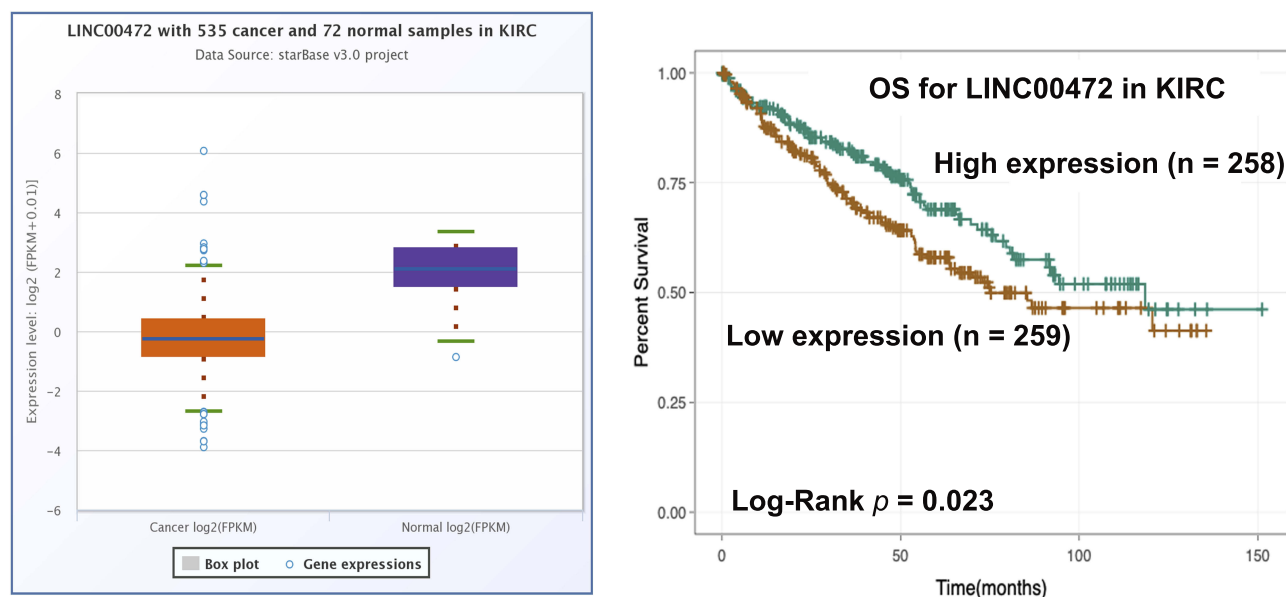 LINC00472 with 535 cancer and 72 normal samples in KIRC
Data Source: starBase v3.0 project
Expression level: log2 (FPKM+0.01)]
8
6
4
2
0
−2
−4
−6
Cancer log2(FPKM)
Normal log2(FPKM)
Box plot
Gene expressions
OS for LINC00472 in KIRC
High expression (n = 258)
Low expression (n = 259)
Log-Rank p = 0.023
Percent Survival
1.00
0.75
0.50
0.25
0.00
0
50
100
150
Time(months)